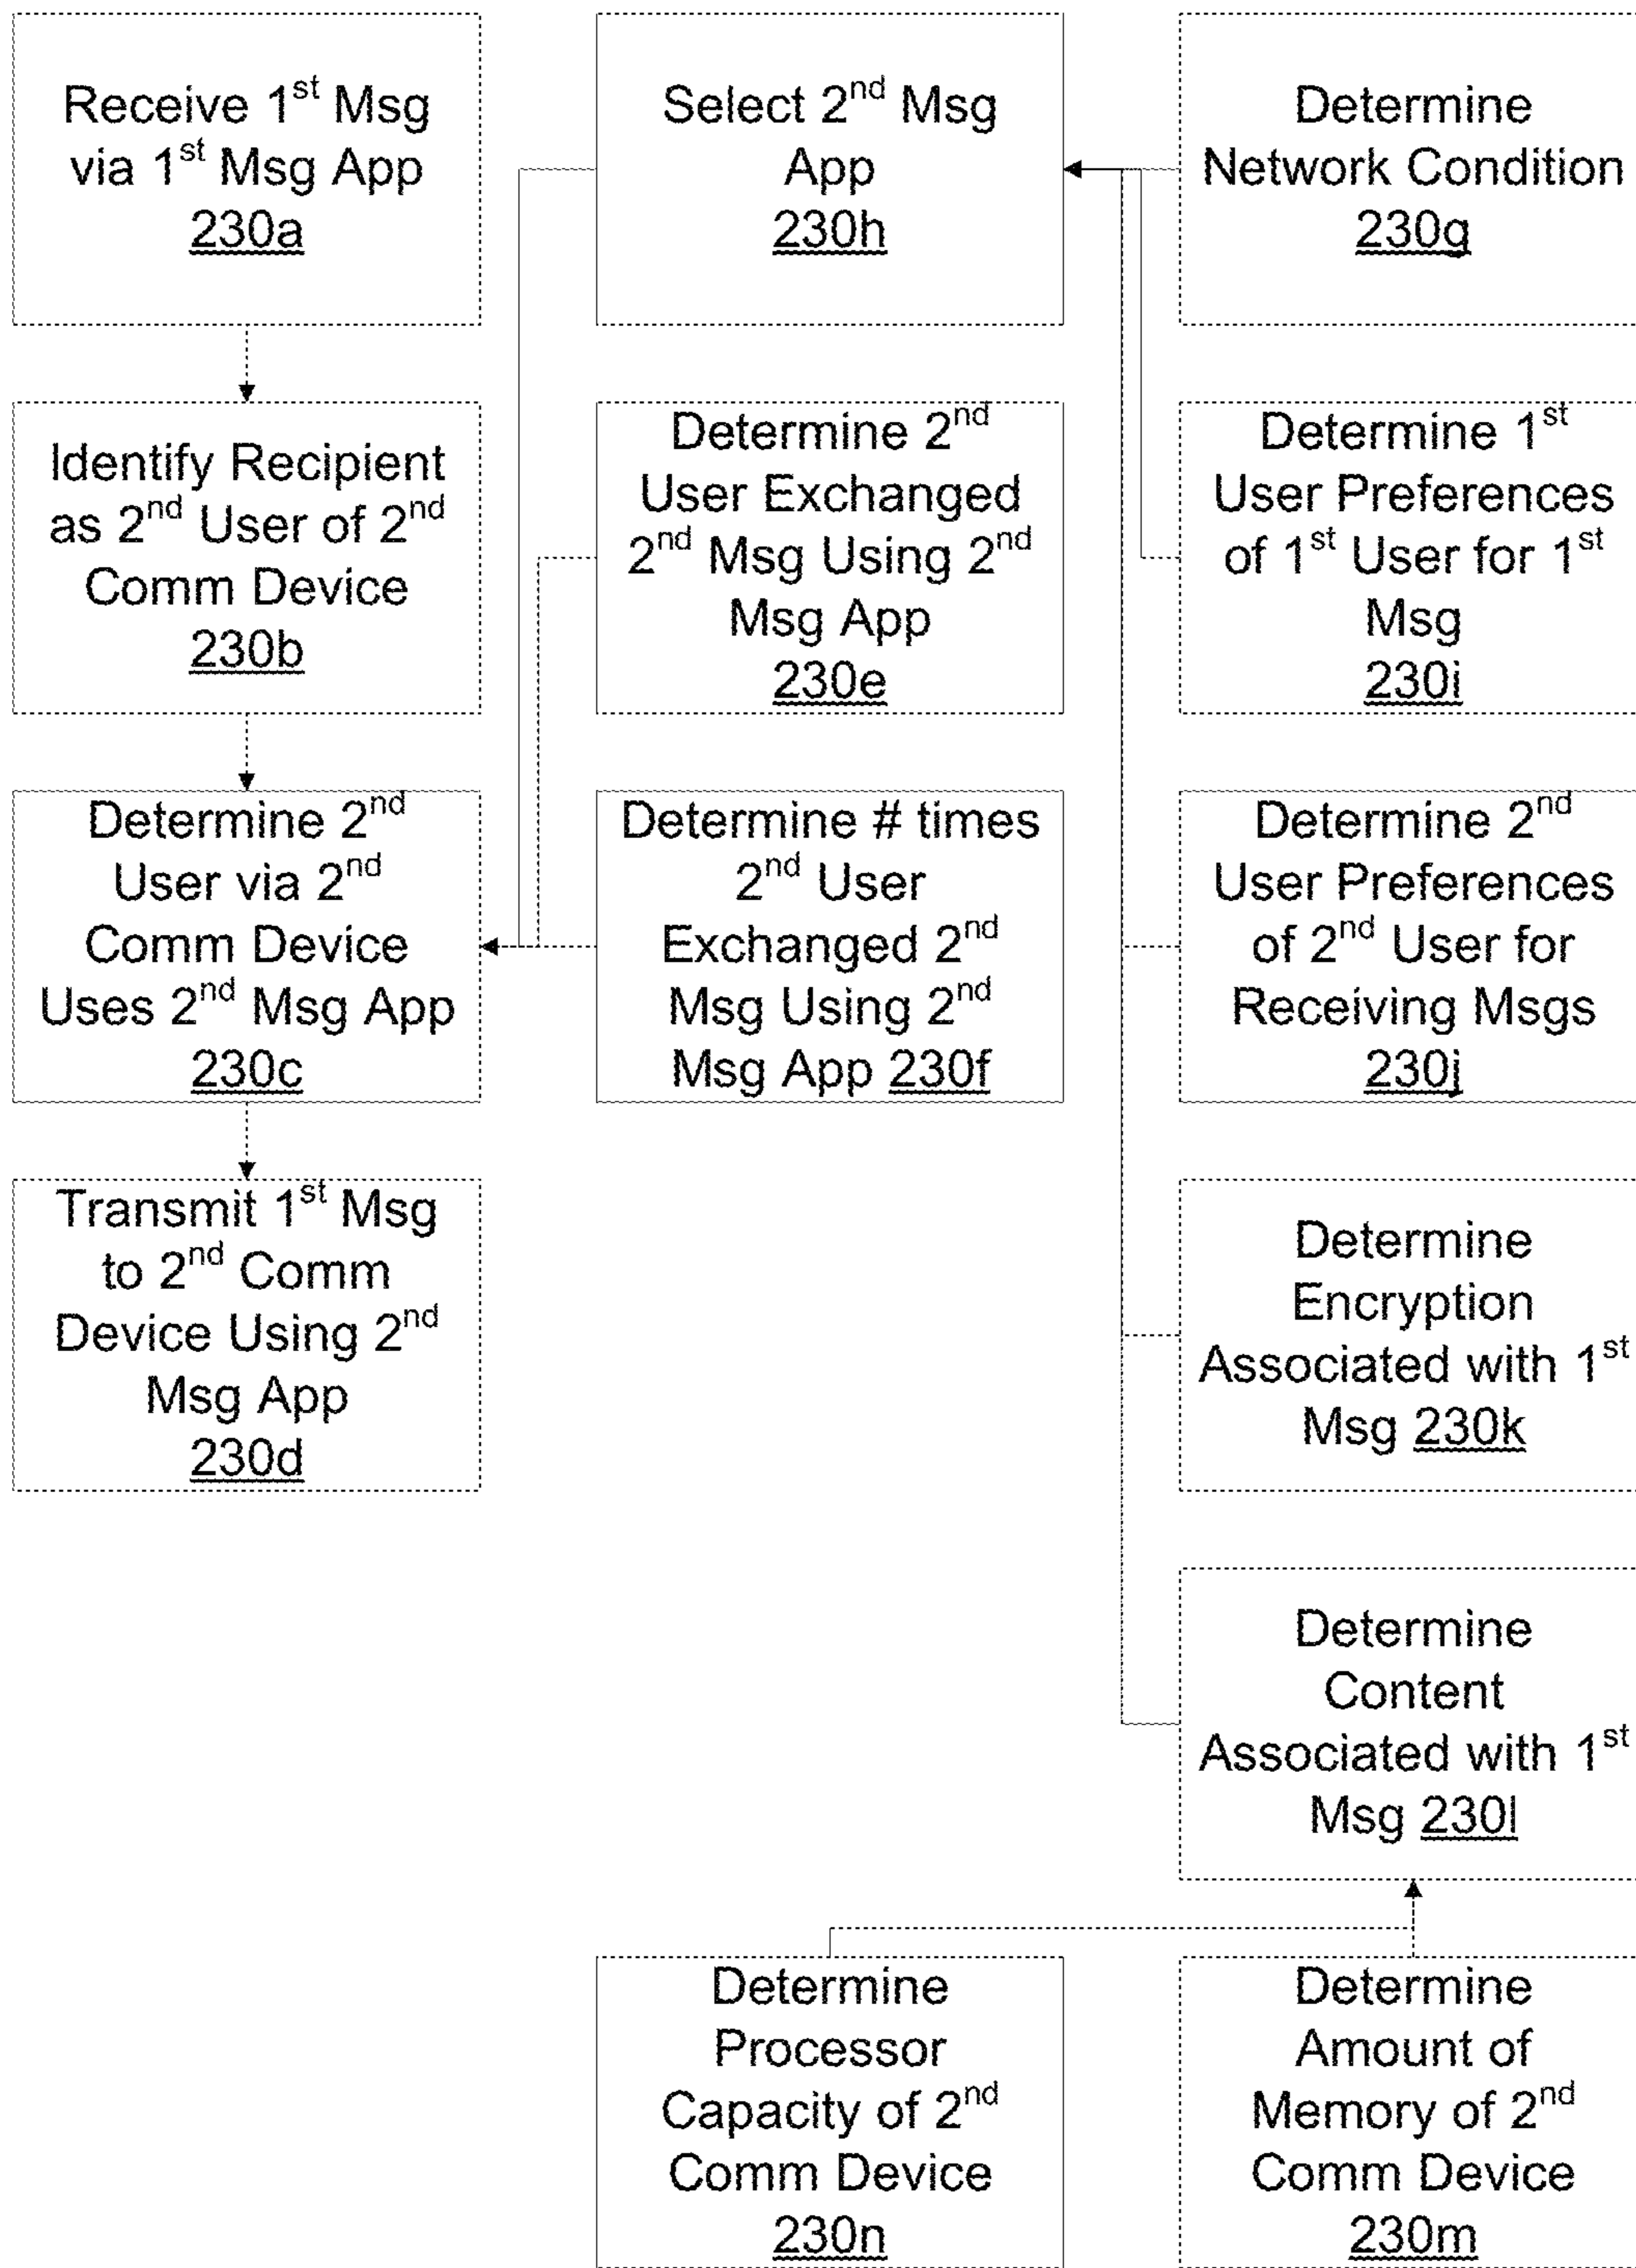 Receive 1st Msg
via 1st Msg App
230a
Select 2nd Msg
App
230h
Determine
Network Condition
230g
Identify Recipient
as 2nd User of 2nd
Comm Device
230b
Determine 2nd
User Exchanged
2nd Msg Using 2nd
Msg App
230e
Determine 1st
User Preferences
of 1st User for 1st
Msg
230i
Determine 2nd
User via 2nd
Comm Device
Uses 2nd Msg App
230c
Determine # times
2nd User
Exchanged 2nd
Msg Using 2nd
Msg App 230f
Determine 2nd
User Preferences
of 2nd User for
Receiving Msgs
230j
Transmit 1st Msg
to 2nd Comm
Device Using 2nd
Msg App
230d
Determine
Encryption
Associated with 1st
Msg 230k
Determine
Content
Associated with 1st
Msg 230l
Determine
Processor
Capacity of 2nd
Comm Device
230n
Determine
Amount of
Memory of 2nd
Comm Device
230m